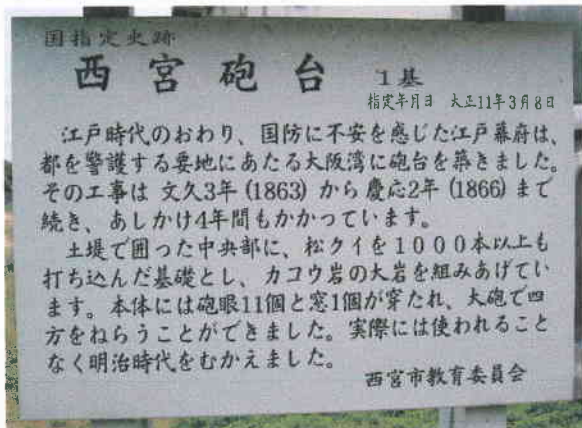 国指定史跡
西宮砲台 1基
指定年月日 大正11年3月8日
江戸時代のおわり、国防に不安を感じた江戸幕府は、
都を警護する要地にあたる大阪湾に砲台を築きました。
その工事は 文久3年 (1863) から慶応2年 (1866) まで
続き、あしかけ4年間もかかっています。
土堤で囲った中央部に、松クイを1000本以上も
打ち込んだ基礎とし、カコウ岩の大岩を組みあげてい
ます。本体には砲眼11個と窓1個が穿たれ、大砲で四
方をねらうことができました。実際には使われること
なく明治時代をむかえました。
西宮市教育委員会